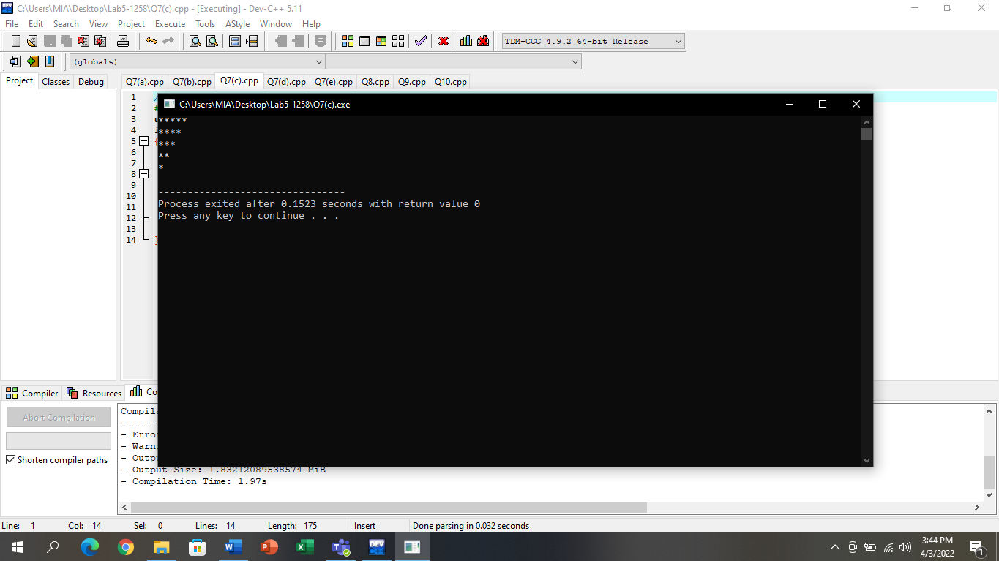 C:\Users\MIA\Desktop\Lab5-1258\Q7(c).cpp - [Executing] - Dev-C++ 5.11
File Edit Search View Project Execute Tools AStyle Window Help
TDM-GCC 4.9.2 64-bit Release
(globals)
Project Classes Debug Q7(a).cpp Q7(b).cpp Q7(c).cpp Q7(d).cpp Q7(e).cpp Q8.cpp Q9.cpp Q10.cpp
1
2 #
3 u
4 i
5 {
6
7
8
9
10
11
12
13
14 }
C:\Users\MIA\Desktop\Lab5-1258\Q7(c).exe
*****
****
***
**
*
--------------------------------
Process exited after 0.1523 seconds with return value 0
Press any key to continue . . .
Compiler Resources Co
Abort Compilation
Shorten compiler paths
Compila
-------
- Error
- Warni
- Outpu
- Output Size: 1.83212089538574 MiB
- Compilation Time: 1.97s
Line: 1 Col: 14 Sel: 0 Lines: 14 Length: 175 Insert Done parsing in 0.032 seconds
DEV
3:44 PM
4/3/2022
1